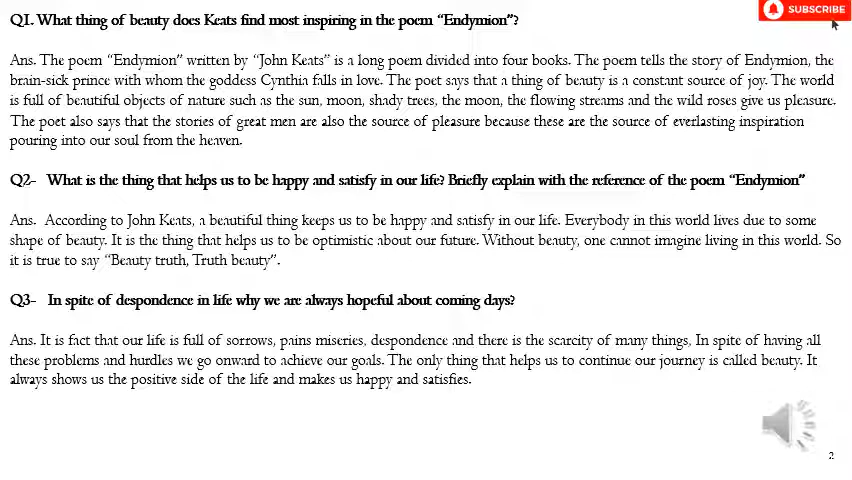 SUBSCRIBE
Q1. What thing of beauty does Keats find most inspiring in the poem “Endymion”?
Ans. The poem “Endymion” written by “John Keats” is a long poem divided into four books. The poem tells the story of Endymion, the
brain-sick prince with whom the goddess Cynthia falls in love. The poet says that a thing of beauty is a constant source of joy. The world
is full of beautiful objects of nature such as the sun, moon, shady trees, the moon, the flowing streams and the wild roses give us pleasure.
The poet also says that the stories of great men are also the source of pleasure because these are the source of everlasting inspiration
pouring into our soul from the heaven.
Q2- What is the thing that helps us to be happy and satisfy in our life? Briefly explain with the reference of the poem “Endymion”
Ans. According to John Keats, a beautiful thing keeps us to be happy and satisfy in our life. Everybody in this world lives due to some
shape of beauty. It is the thing that helps us to be optimistic about our future. Without beauty, one cannot imagine living in this world. So
it is true to say “Beauty truth, Truth beauty”.
Q3- In spite of despondence in life why we are always hopeful about coming days?
Ans. It is fact that our life is full of sorrows, pains miseries, despondence and there is the scarcity of many things, In spite of having all
these problems and hurdles we go onward to achieve our goals. The only thing that helps us to continue our journey is called beauty. It
always shows us the positive side of the life and makes us happy and satisfies.
2